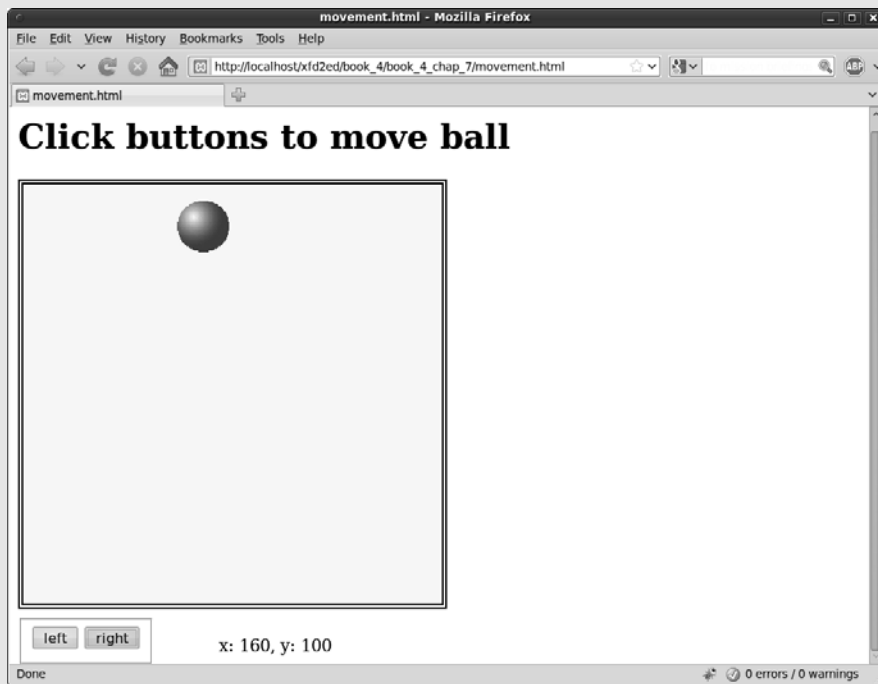 movement.html - Mozilla Firefox
File Edit View History Bookmarks Tools Help
http://localhost/xfd2ed/book_4/book_4_chap_7/movement.html
ABP
movement.html
Click buttons to move ball
left right x: 160, y: 100
Done 0 errors / 0 warnings